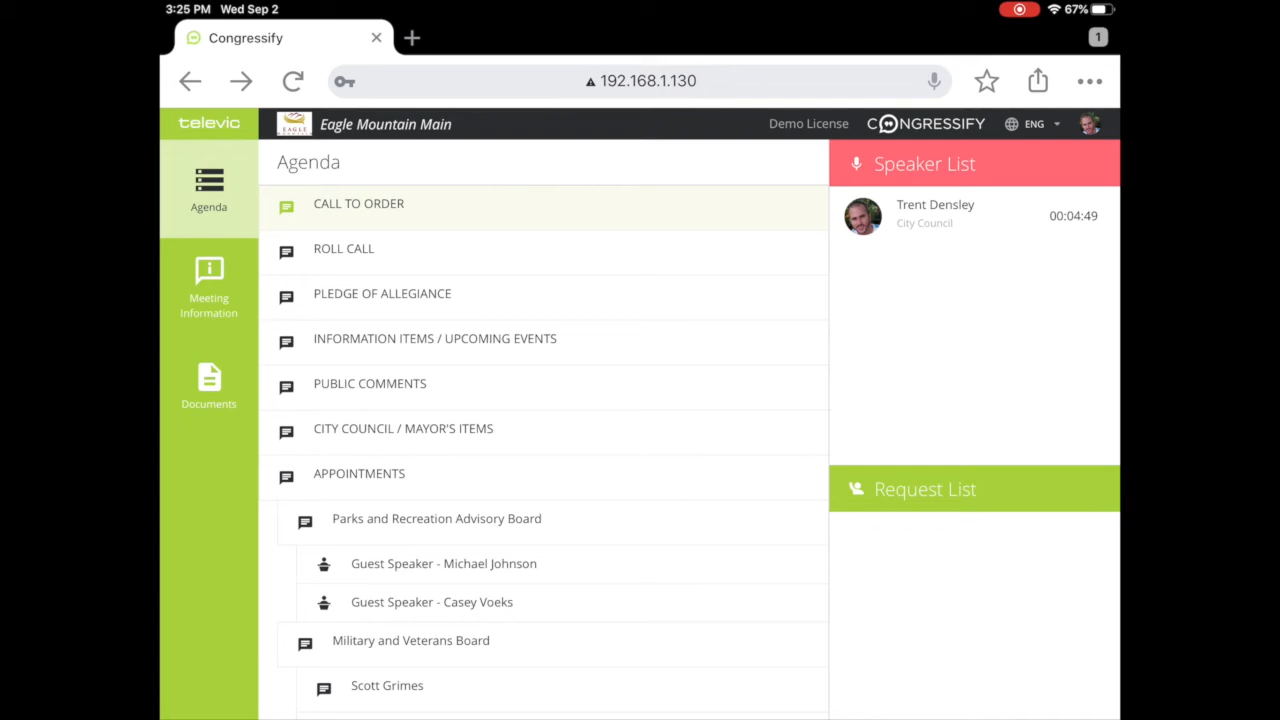 3:25 PM Wed Sep 2
67%
Congressify
1
192.168.1.130
televic
EAGLE
Eagle Mountain Main
Demo License
CONGRESSIFY
ENG
Agenda
Meeting
Information
Documents
Agenda
CALL TO ORDER
ROLL CALL
PLEDGE OF ALLEGIANCE
INFORMATION ITEMS / UPCOMING EVENTS
PUBLIC COMMENTS
CITY COUNCIL / MAYOR'S ITEMS
APPOINTMENTS
Parks and Recreation Advisory Board
Guest Speaker - Michael Johnson
Guest Speaker - Casey Voeks
Military and Veterans Board
Scott Grimes
Speaker List
Trent Densley
City Council
00:04:49
Request List